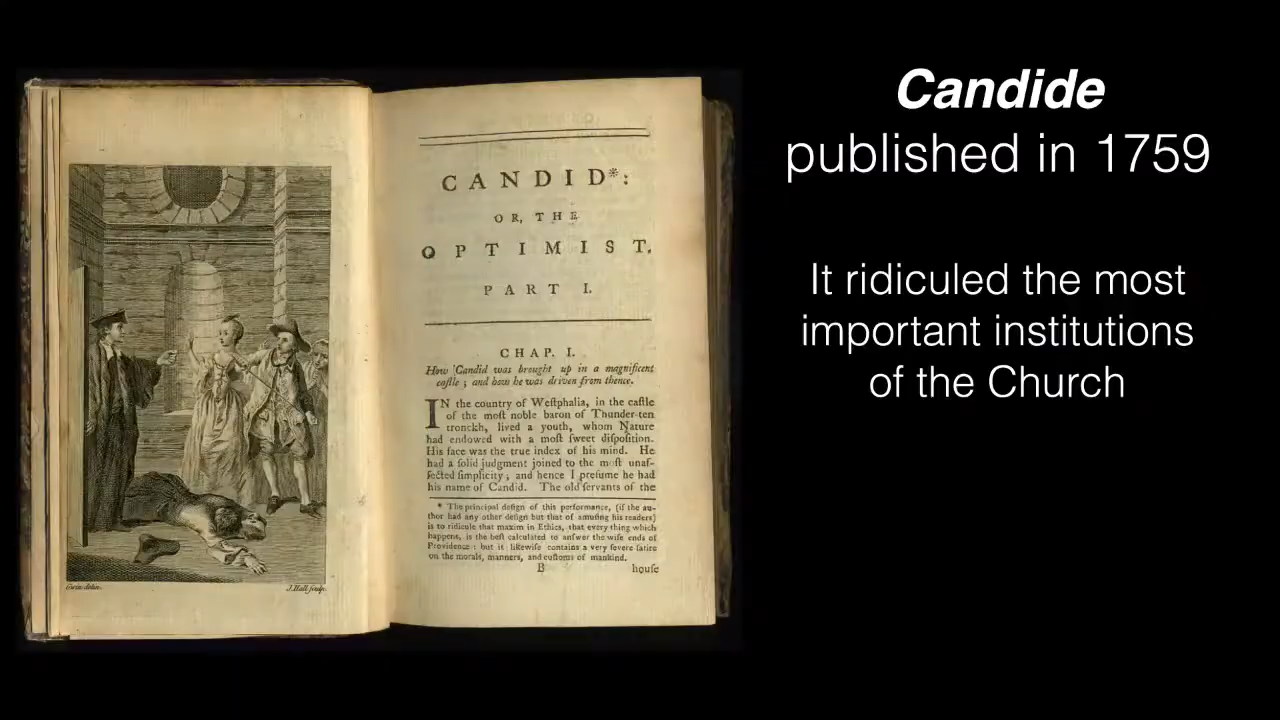 CANDID*:
OR, THE
OPTIMIST.
PART I.
CHAP. I.
How Candid was brought up in a magnificent
caſtle; and how he was driven from thence.
IN the country of Weſtphalia, in the caſtle
of the moſt noble baron of Thunder-ten
tronckh, lived a youth, whom Nature
had endowed with a moſt ſweet diſpoſition.
His face was the true index of his mind. He
had a ſolid judgment joined to the moſt unaf-
fected ſimplicity; and hence I preſume he had
his name of Candid. The old ſervants of the
* The principal deſign of this performance, (if the au-
thor had any other deſign but that of amuſing his readers)
is to ridicule that maxim in Ethics, that every thing which
happens, is the beſt calculated to anſwer the wiſe ends of
Providence: but it likewiſe contains a very ſevere ſatire
on the morals, manners, and cuſtoms of mankind.
B houſe
J. Hall ſculp.
Candide
published in 1759
It ridiculed the most
important institutions
of the Church